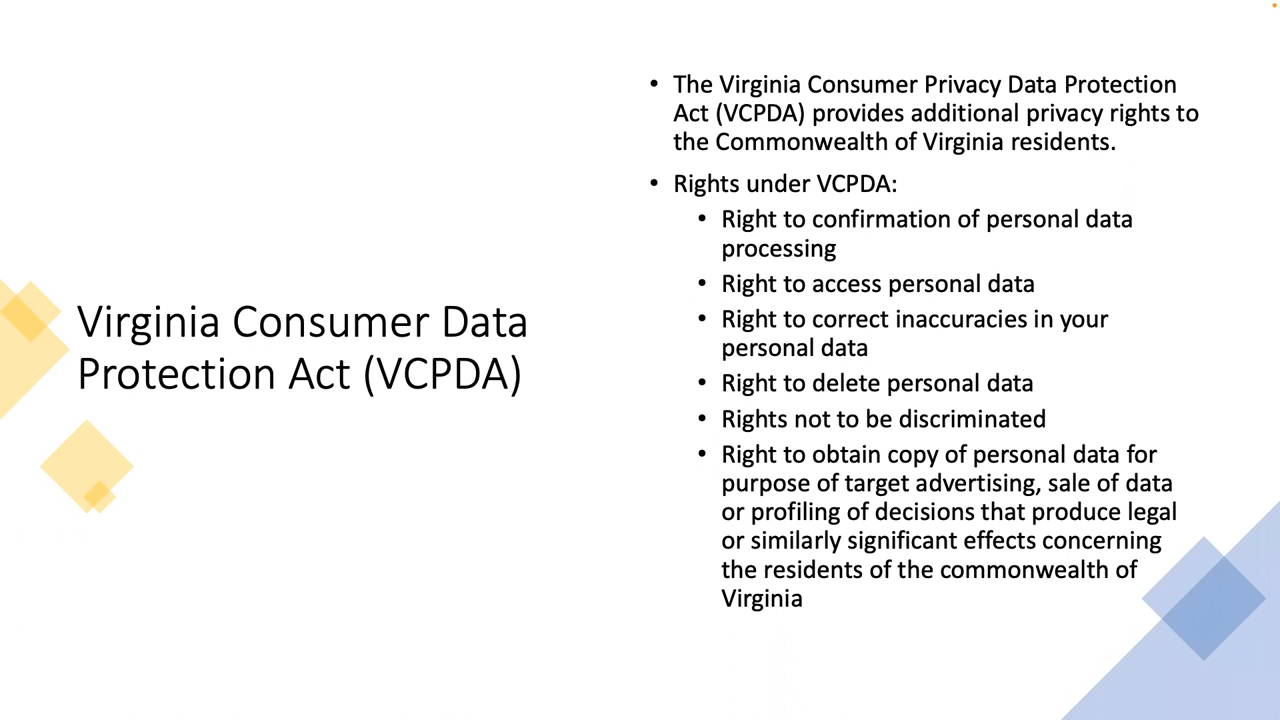 Virginia Consumer Data
Protection Act (VCPDA)
• The Virginia Consumer Privacy Data Protection
Act (VCPDA) provides additional privacy rights to
the Commonwealth of Virginia residents.
• Rights under VCPDA:
• Right to confirmation of personal data
processing
• Right to access personal data
• Right to correct inaccuracies in your
personal data
• Right to delete personal data
• Rights not to be discriminated
• Right to obtain copy of personal data for
purpose of target advertising, sale of data
or profiling of decisions that produce legal
or similarly significant effects concerning
the residents of the commonwealth of
Virginia